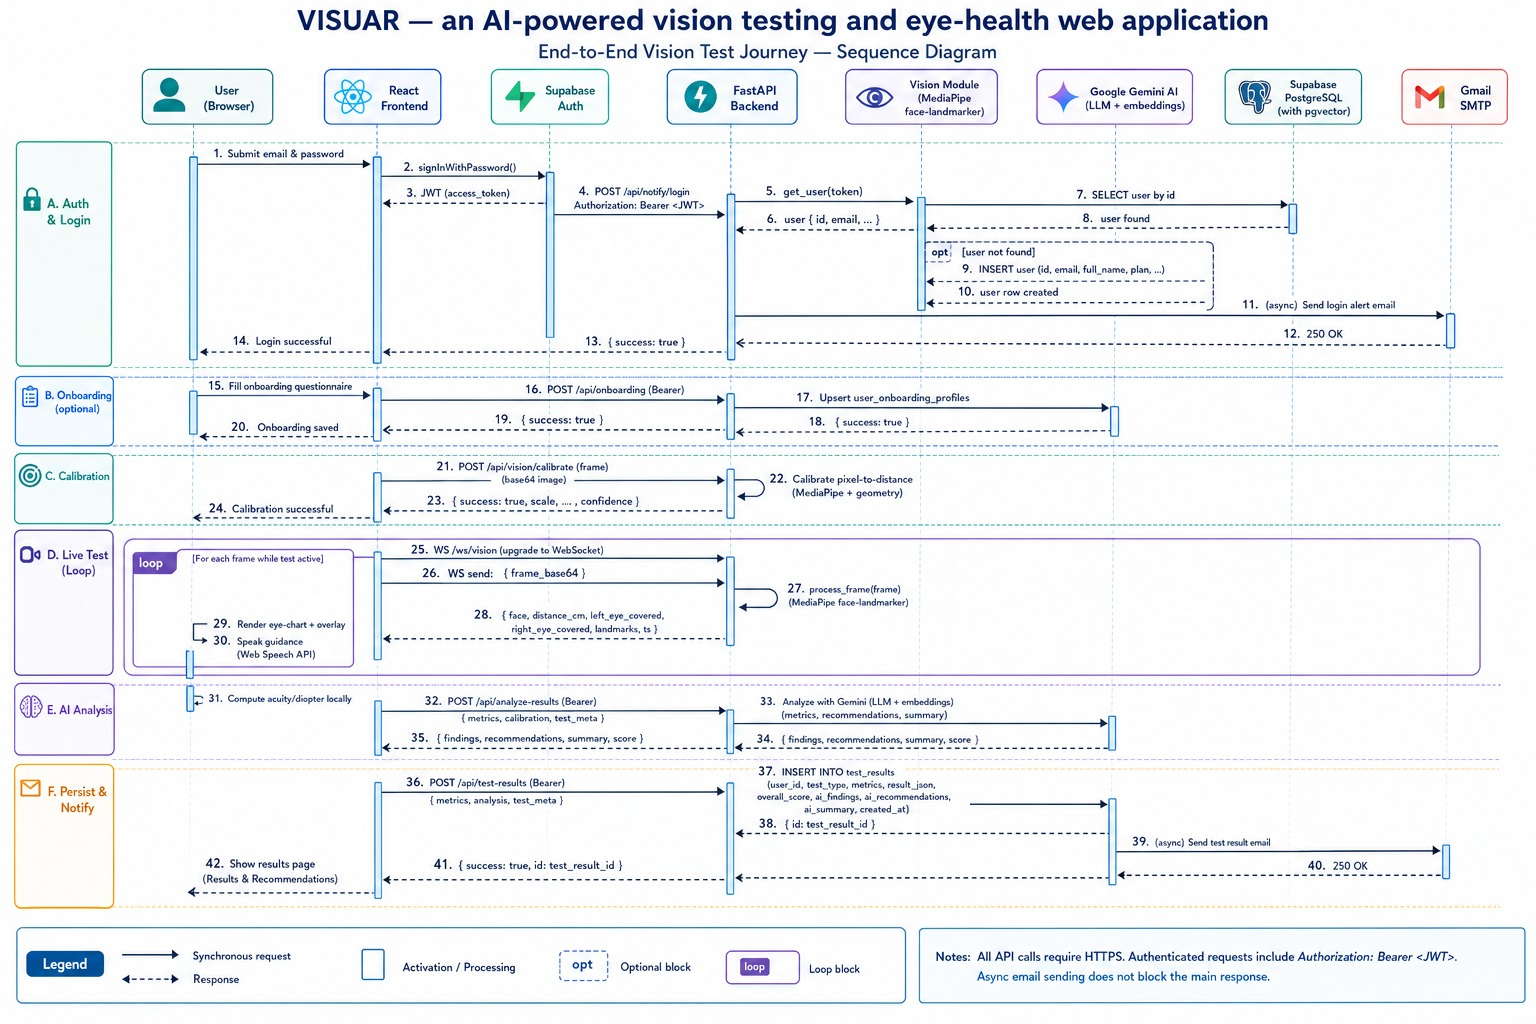 VISUAR — an AI-powered vision testing and eye-health web application
End-to-End Vision Test Journey — Sequence Diagram
User
(Browser)
React
Frontend
Supabase
Auth
FastAPI
Backend
Vision Module
(MediaPipe
face-landmarker)
Google Gemini AI
(LLM + embeddings)
Supabase
PostgreSQL
(with pgvector)
Gmail
SMTP
A. Auth
& Login
1. Submit email & password
2. signInWithPassword()
3. JWT (access_token)
4. POST /api/notify/login
Authorization: Bearer <JWT>
5. get_user(token)
6. user { id, email, ... }
7. SELECT user by id
8. user found
opt [user not found]
9. INSERT user (id, email, full_name, plan, ...)
10. user row created
11. (async) Send login alert email
12. 250 OK
13. { success: true }
14. Login successful
B. Onboarding
(optional)
15. Fill onboarding questionnaire
16. POST /api/onboarding (Bearer)
17. Upsert user_onboarding_profiles
18. { success: true }
19. { success: true }
20. Onboarding saved
C. Calibration
21. POST /api/vision/calibrate (frame)
(base64 image)
22. Calibrate pixel-to-distance
(MediaPipe + geometry)
23. { success: true, scale, .... , confidence }
24. Calibration successful
D. Live Test
(Loop)
loop [For each frame while test active]
25. WS /ws/vision (upgrade to WebSocket)
26. WS send: { frame_base64 }
27. process_frame(frame)
(MediaPipe face-landmarker)
28. { face, distance_cm, left_eye_covered,
right_eye_covered, landmarks, ts }
29. Render eye-chart + overlay
30. Speak guidance
(Web Speech API)
E. AI Analysis
31. Compute acuity/diopter locally
32. POST /api/analyze-results (Bearer)
{ metrics, calibration, test_meta }
33. Analyze with Gemini (LLM + embeddings)
(metrics, recommendations, summary)
34. { findings, recommendations, summary, score }
35. { findings, recommendations, summary, score }
F. Persist &
Notify
36. POST /api/test-results (Bearer)
{ metrics, analysis, test_meta }
37. INSERT INTO test_results
(user_id, test_type, metrics, result_json,
overall_score, ai_findings, ai_recommendations,
ai_summary, created_at)
38. { id: test_result_id }
39. (async) Send test result email
40. 250 OK
41. { success: true, id: test_result_id }
42. Show results page
(Results & Recommendations)
Legend
Synchronous request
Response
Activation / Processing
opt
Optional block
loop
Loop block
Notes: All API calls require HTTPS. Authenticated requests include Authorization: Bearer <JWT>.
Async email sending does not block the main response.